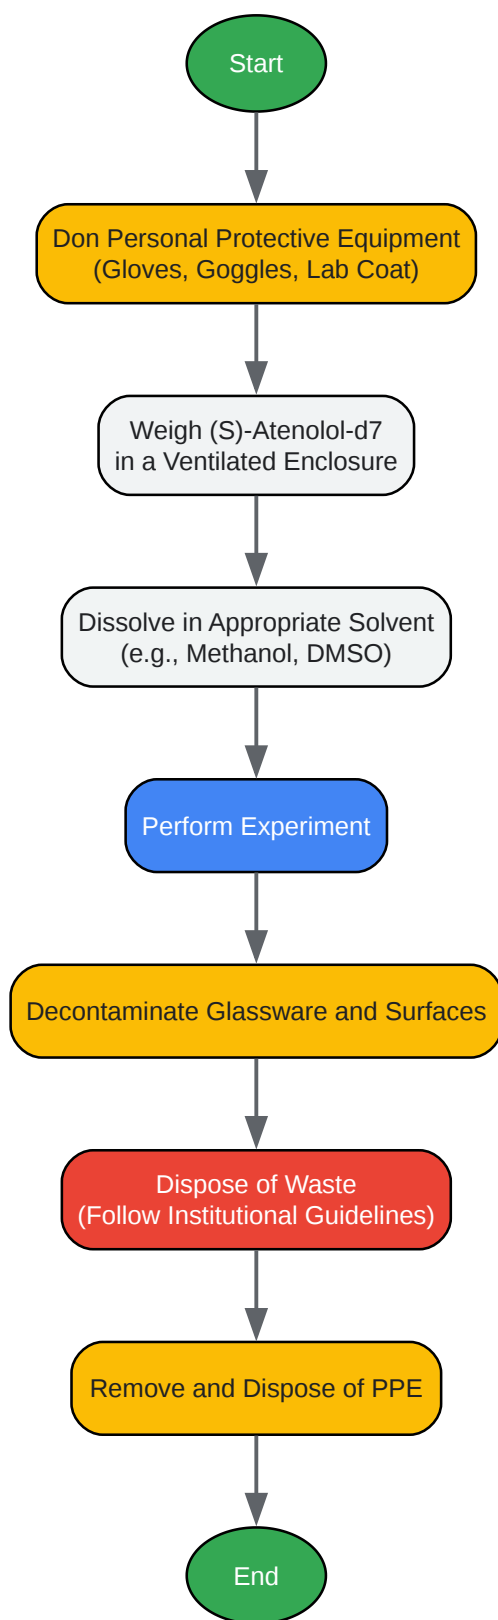 Start
Don Personal Protective Equipment
(Gloves, Goggles, Lab Coat)
Weigh (S)-Atenolol-d7
in a Ventilated Enclosure
Dissolve in Appropriate Solvent
(e.g., Methanol, DMSO)
Perform Experiment
Decontaminate Glassware and Surfaces
Dispose of Waste
(Follow Institutional Guidelines)
Remove and Dispose of PPE
End